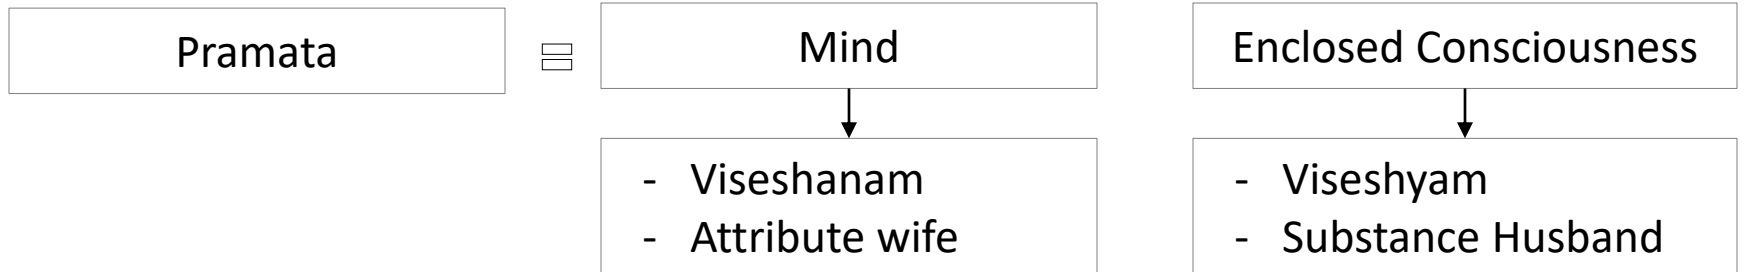 Pramata = Mind Enclosed Consciousness
- Viseshanam
- Attribute wife
- Viseshyam
- Substance Husband